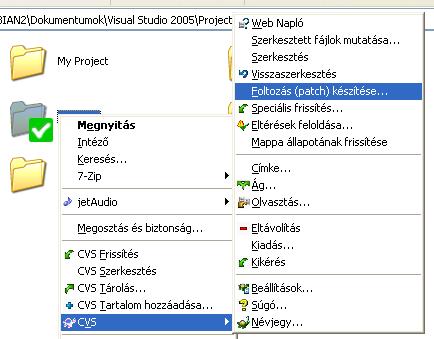 BIAN2\Dokumentumok\Visual Studio 2005\Project
My Project
Megnyitás
Intéző
Keresés...
7-Zip
jetAudio
Megosztás és biztonság...
CVS Frissítés
CVS Szerkesztés
CVS Tárolás...
CVS Tartalom hozzáadása...
CVS
Web Napló
Szerkesztett fájlok mutatása...
Szerkesztés
Visszaszerkesztés
Foltozás (patch) készítése...
Speciális frissítés...
Eltérések feloldása...
Mappa állapotának frissítése
Címke...
Ág...
Olvasztás...
Eltávolítás
Kiadás...
Kikérés
Beállítások...
Súgó...
Névjegy...